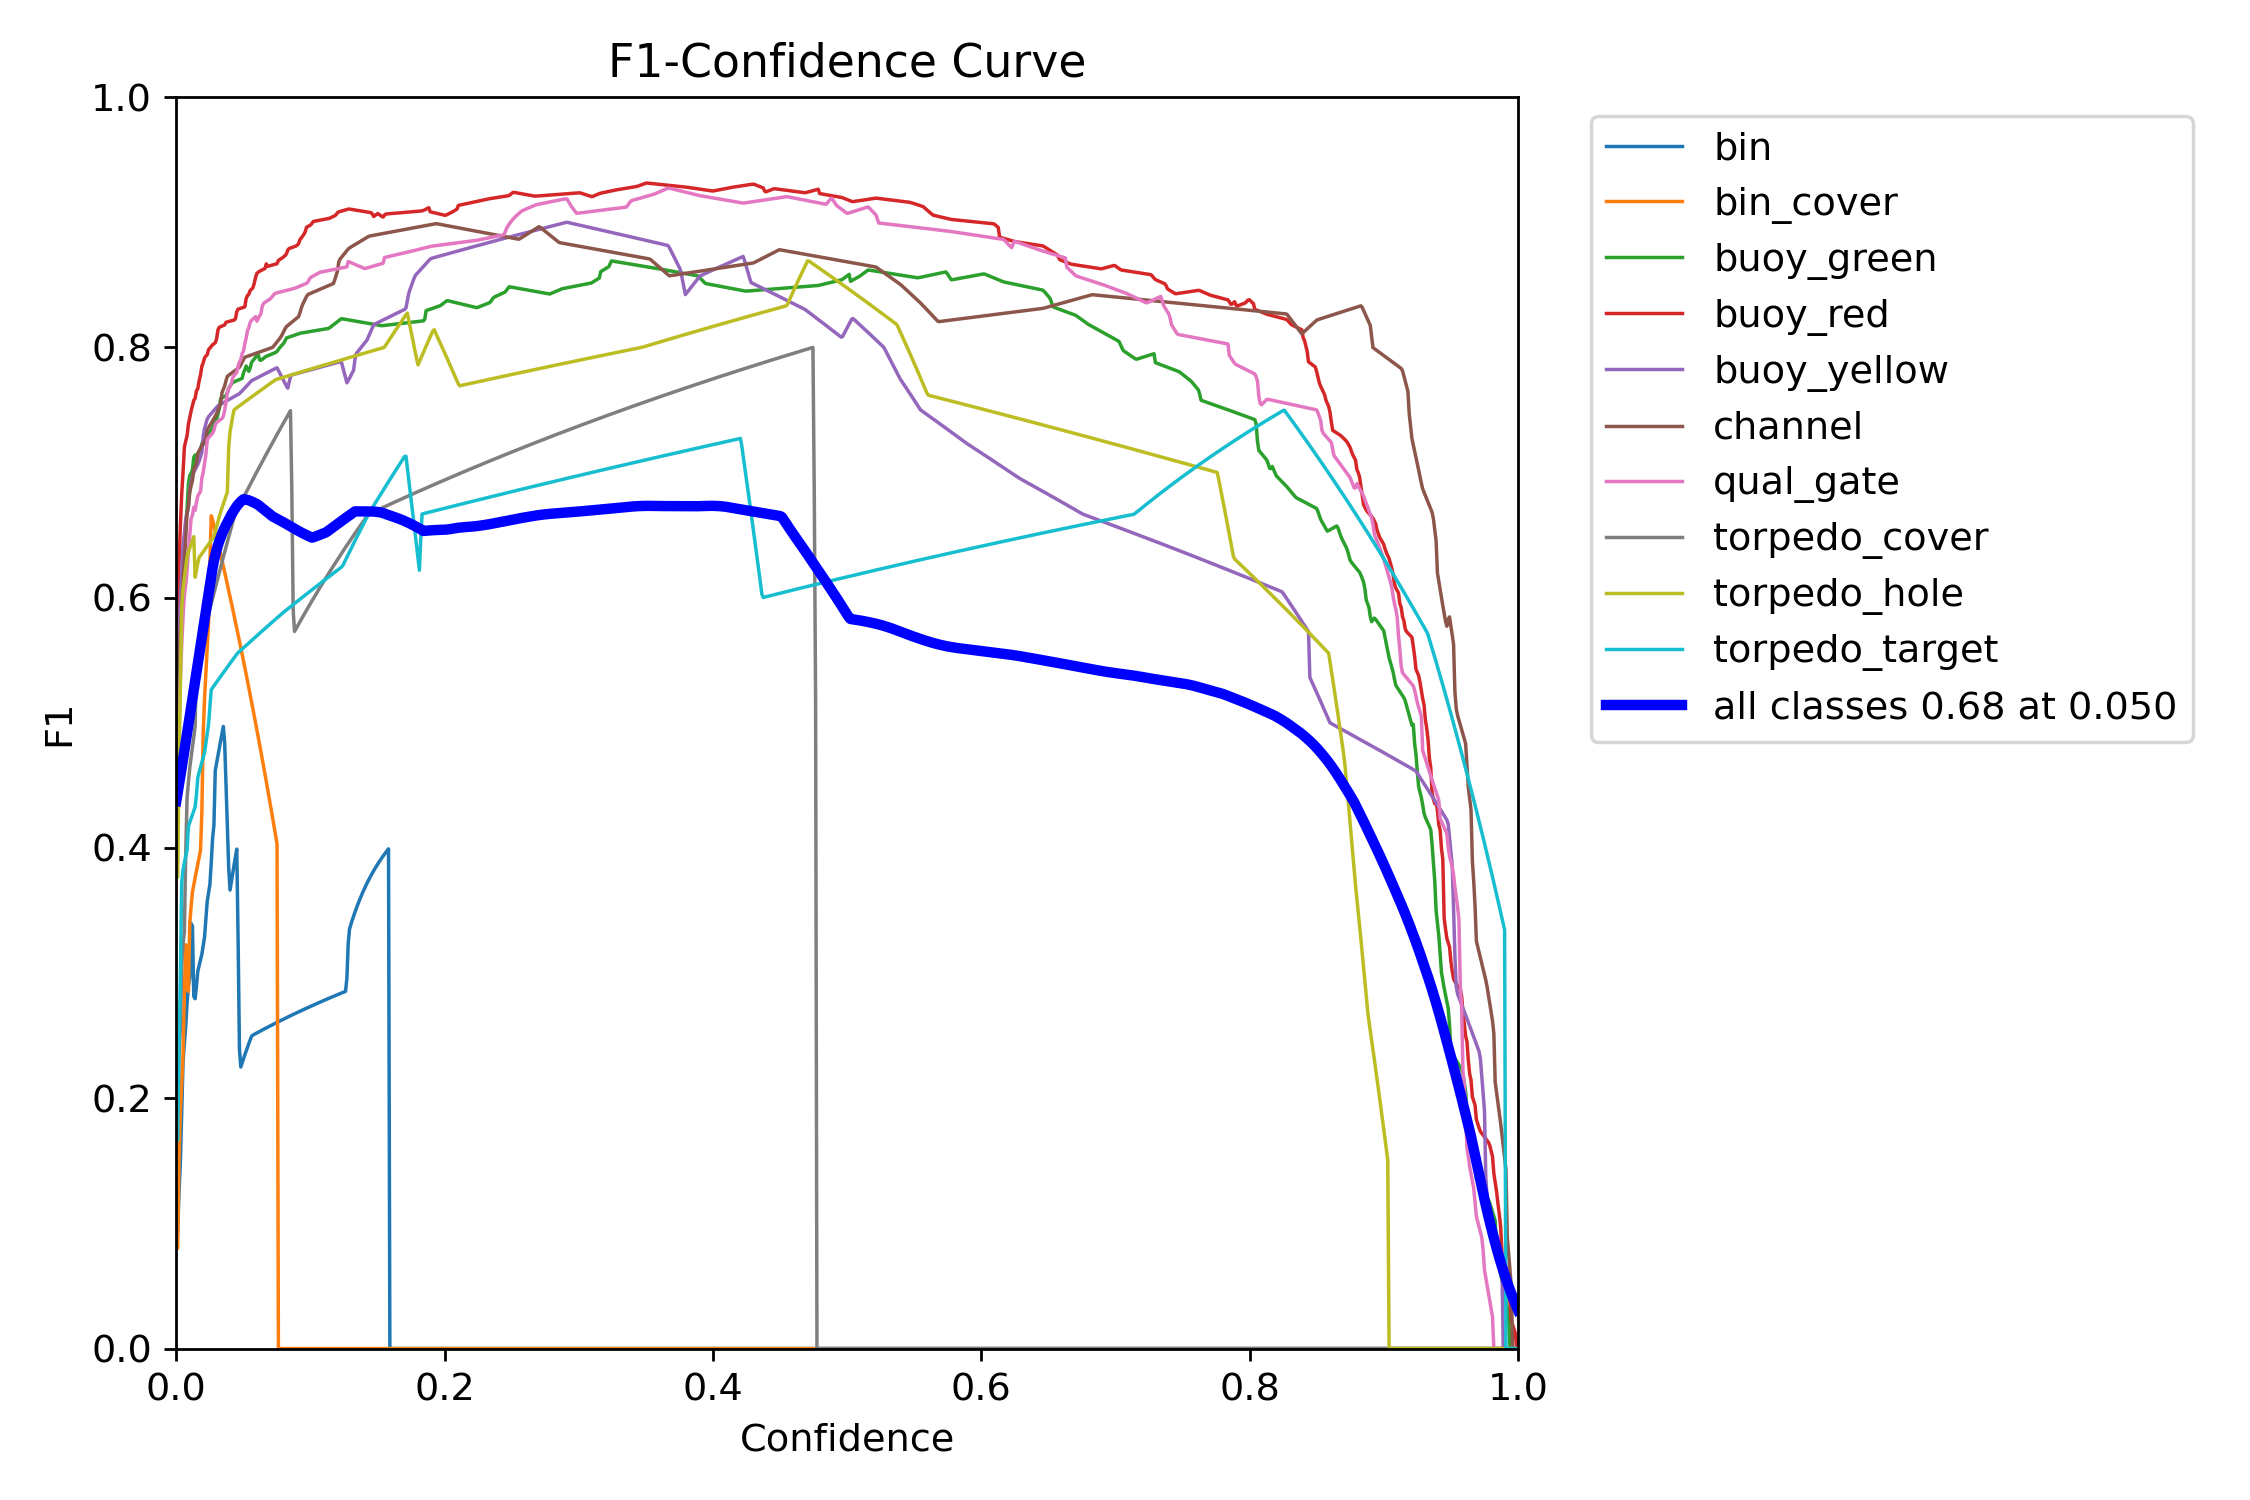 F1-Confidence Curve
1.0
0.8
0.6
0.4
0.2
0.0
F1
0.0 0.2 0.4 0.6 0.8 1.0
Confidence
bin
bin_cover
buoy_green
buoy_red
buoy_yellow
channel
qual_gate
torpedo_cover
torpedo_hole
torpedo_target
all classes 0.68 at 0.050